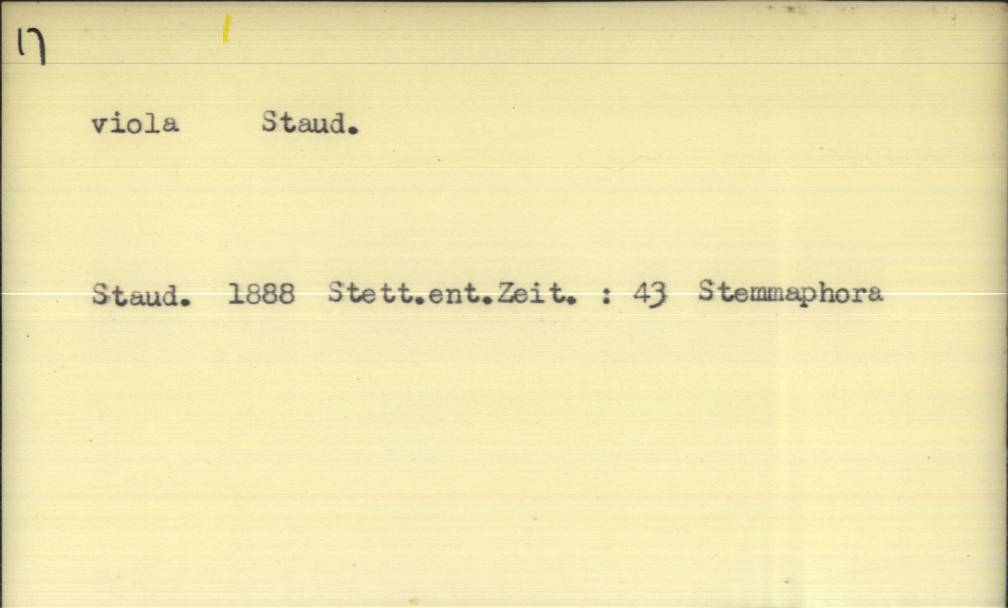 17
viola Staud.
Staud. 1888 Stett.ent.Zeit. : 43 Stemmaphora